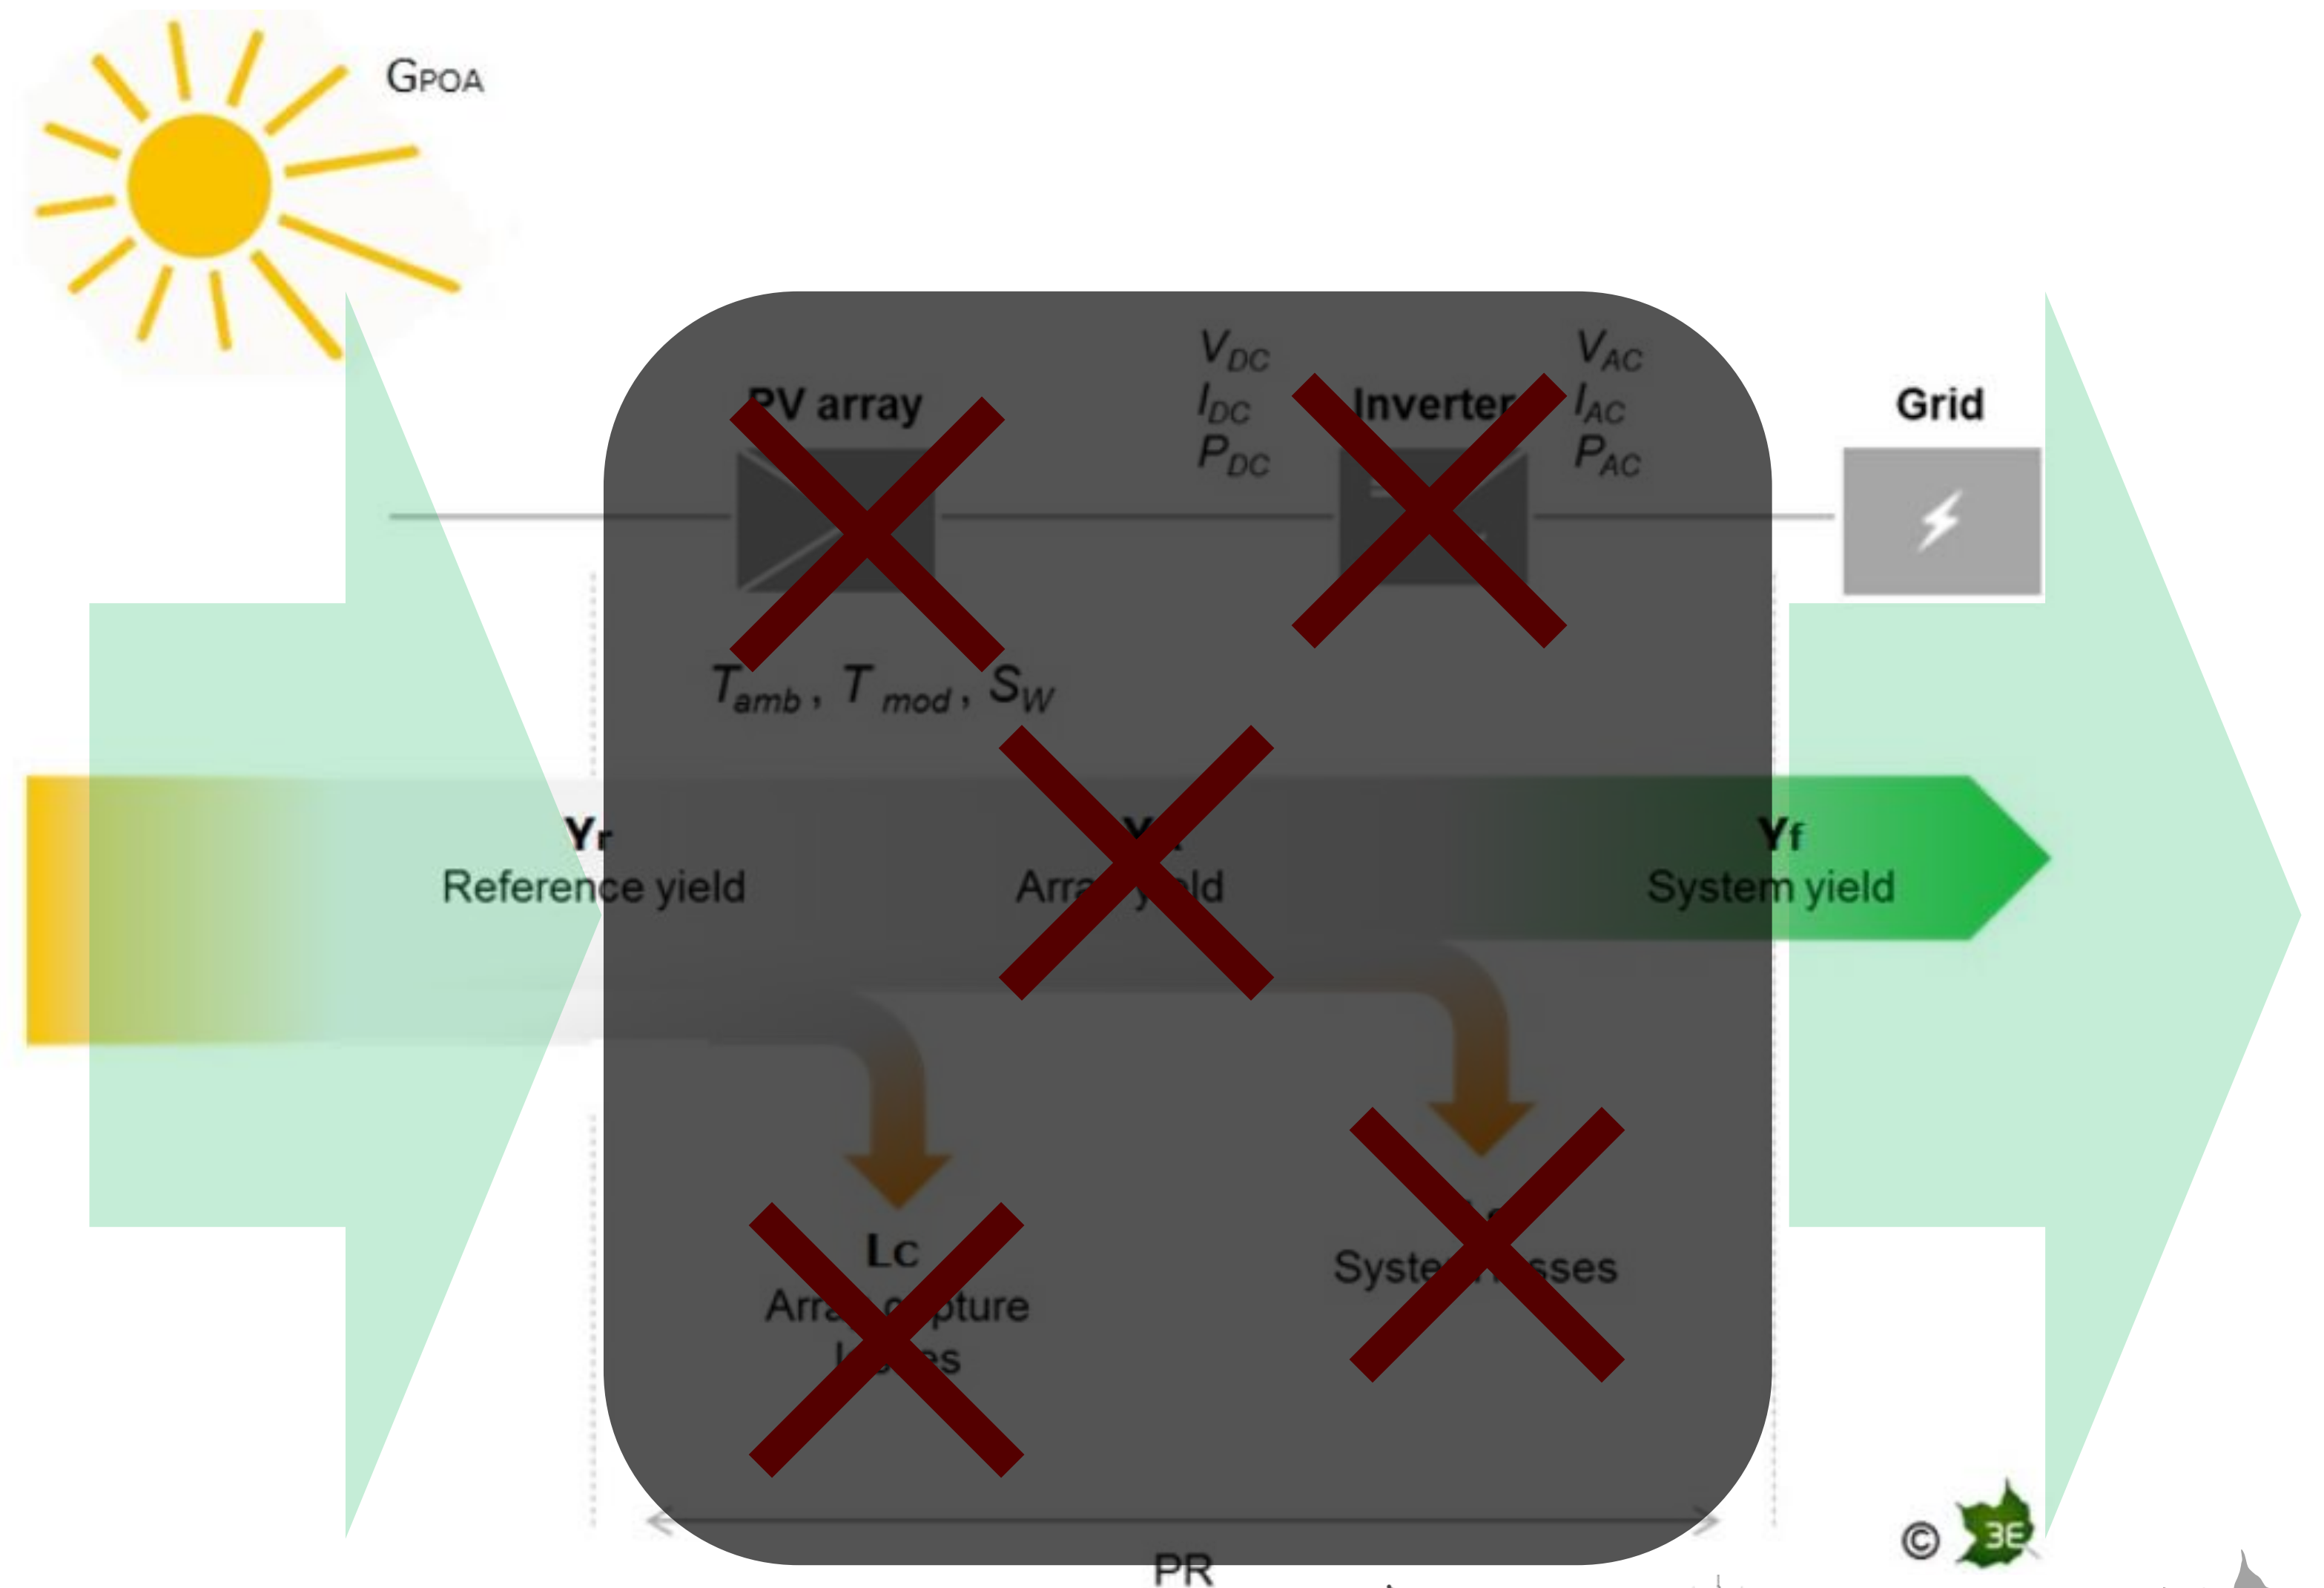 GPOA
PV array
VDC
IDC
PDC
Inverter
VAC
IAC
PAC
Grid
Tamb , T mod , SW
Yr
Reference yield
yield
Yf
System yield
Lc
PR
© 3E